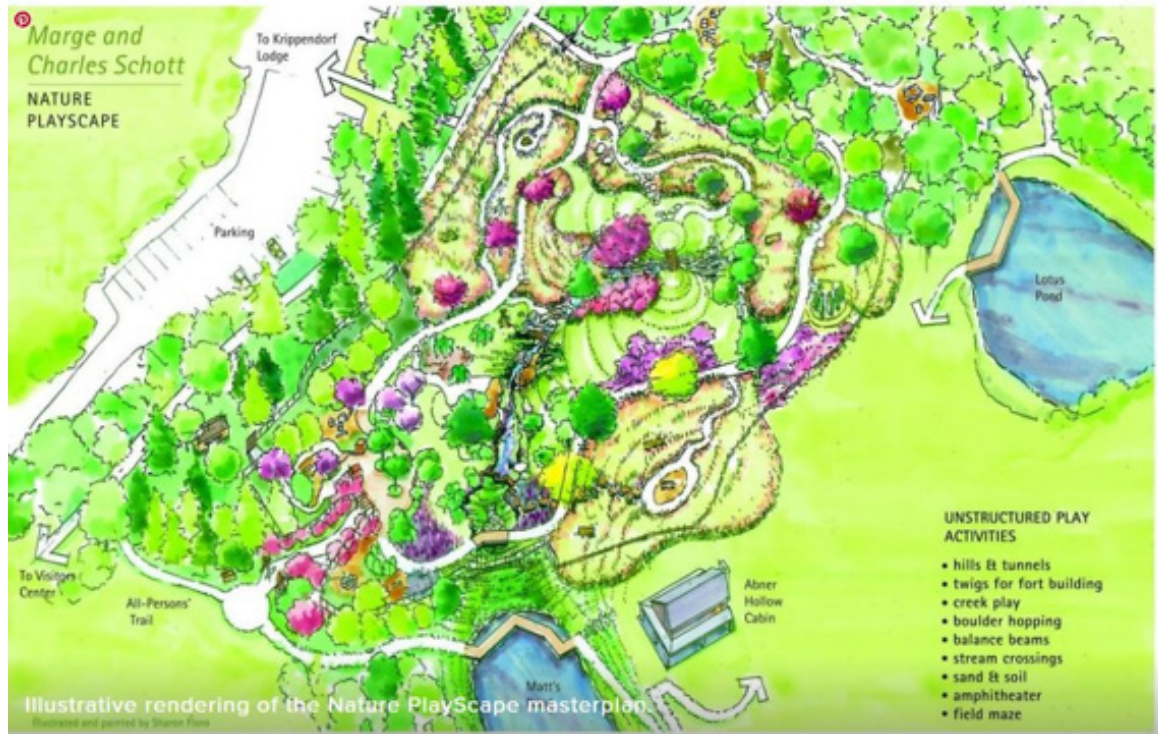 Marge and
Charles Schott
NATURE
PLAYSCAPE
To Krippendorf
Lodge
Parking
Lotus
Pond
To Visitors
Center
All-Persons'
Trail
Abner
Hollow
Cabin
Matt's
UNSTRUCTURED PLAY
ACTIVITIES
• hills & tunnels
• twigs for fort building
• creek play
• boulder hopping
• balance beams
• stream crossings
• sand & soil
• amphitheater
• field maze
Illustrative rendering of the Nature PlayScape masterplan.
Illustrated and painted by Sharon Floro